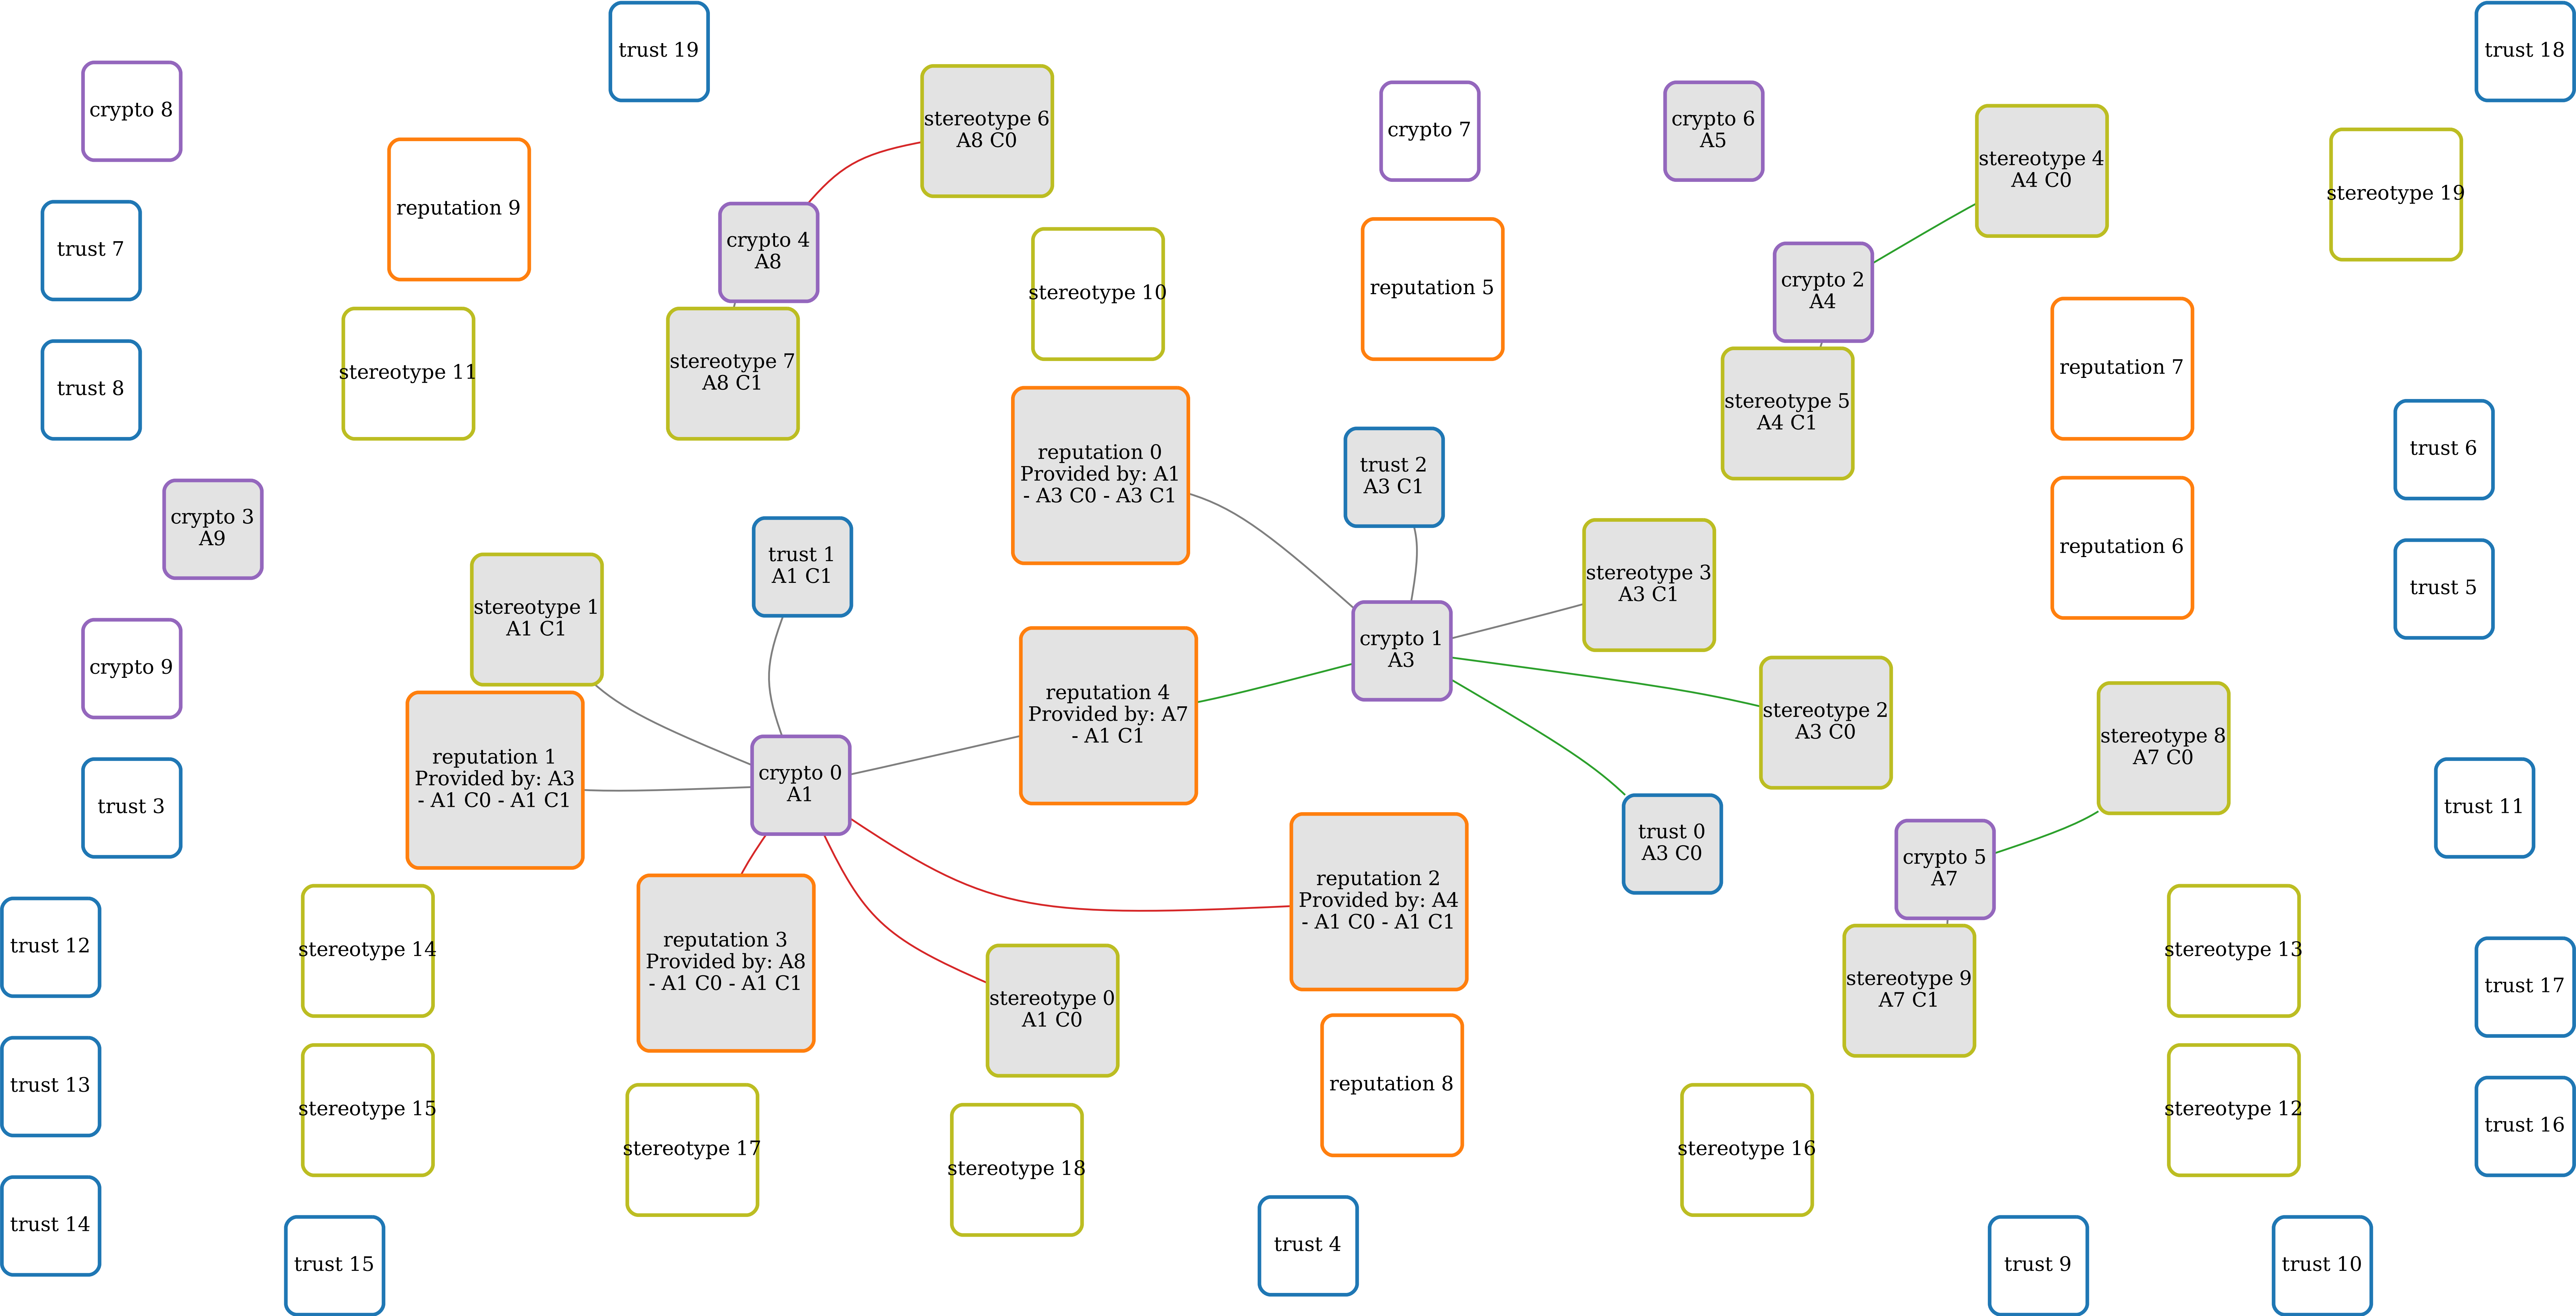 trust 19
trust 18
crypto 8
stereotype 6
A8 C0
crypto 7
crypto 6
A5
stereotype 4
A4 C0
stereotype 19
reputation 9
trust 7
crypto 4
A8
stereotype 10
reputation 5
crypto 2
A4
trust 8
stereotype 11
stereotype 7
A8 C1
reputation 7
stereotype 5
A4 C1
reputation 0
Provided by: A1
- A3 C0 - A3 C1
trust 2
A3 C1
trust 6
crypto 3
A9
reputation 6
trust 1
A1 C1
stereotype 3
A3 C1
trust 5
stereotype 1
A1 C1
crypto 9
crypto 1
A3
reputation 4
Provided by: A7
- A1 C1
stereotype 2
A3 C0
stereotype 8
A7 C0
reputation 1
Provided by: A3
- A1 C0 - A1 C1
crypto 0
A1
trust 3
trust 11
trust 0
A3 C0
crypto 5
A7
reputation 2
Provided by: A4
- A1 C0 - A1 C1
trust 12
stereotype 14
reputation 3
Provided by: A8
- A1 C0 - A1 C1
stereotype 13
stereotype 0
A1 C0
stereotype 9
A7 C1
trust 17
trust 13
stereotype 15
reputation 8
stereotype 12
trust 16
stereotype 17
stereotype 18
stereotype 16
trust 14
trust 15
trust 4
trust 9
trust 10